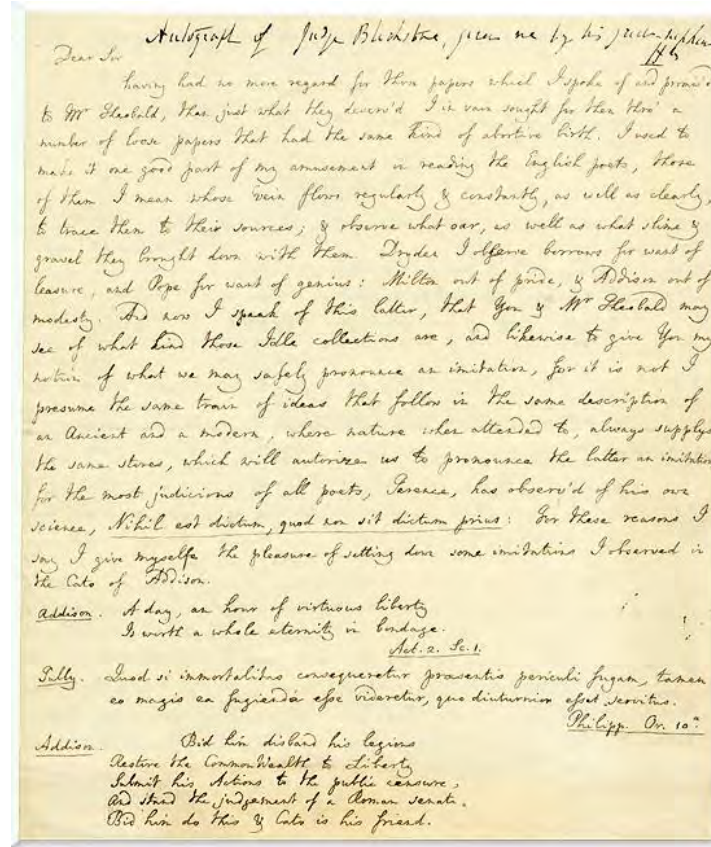 Autograph of Judge Blackstone, given me by his
Dear Sir
having had no more regard for those papers which I spoke of and promis'd
to Mr Theobald, than just what they deserv'd I in vain sought for them thro' a
number of loose papers that had the same kind of abortive birth. I used to
make it one good part of my amusement in reading the English poets, those
of them I mean whose vein flows regularly & constantly, as well as clearly,
to trace them to their sources; & observe what oar, as well as what slime &
gravel they brought down with them. Dryden I observe borrows for want of
leasure, and Pope for want of genius: Milton out of pride, & Addison out of
modesty. And now I speak of this latter, that You & Mr Theobald may
see of what kind those Idle collections are, and likewise to give You my
notion of what we may safely pronounce an imitation, for it is not I
presume the same train of ideas that follow in the same description of
an Ancient and a modern, where nature when attended to, always supplys
the same stores, which will autorize us to pronounce the latter an imitation
for the most judicious of all poets, Terence, has observ'd of his own
science, Nihil est dictum, quod non sit dictum prius: For these reasons I
say I give myselfe the pleasure of setting down some imitations I observed in
the Cato of Addison.
Addison. A day, an hour of virtuous liberty
Is worth a whole eternity in bondage.
Act. 2. Sc. 1.
Tully. Quod si immortalitas consequeretur præsentis periculi fugam, tamen
eo magis ea fugienda esse videretur, quo diuturnior esset servitus.
Philipp. Or. 10a.
Addison. Bid him disband his legions
Restore the CommonWealth to Liberty
Submit his Actions to the public censure,
And stand the judgement of a Roman senate.
Bid him do this & Cato is his friend.